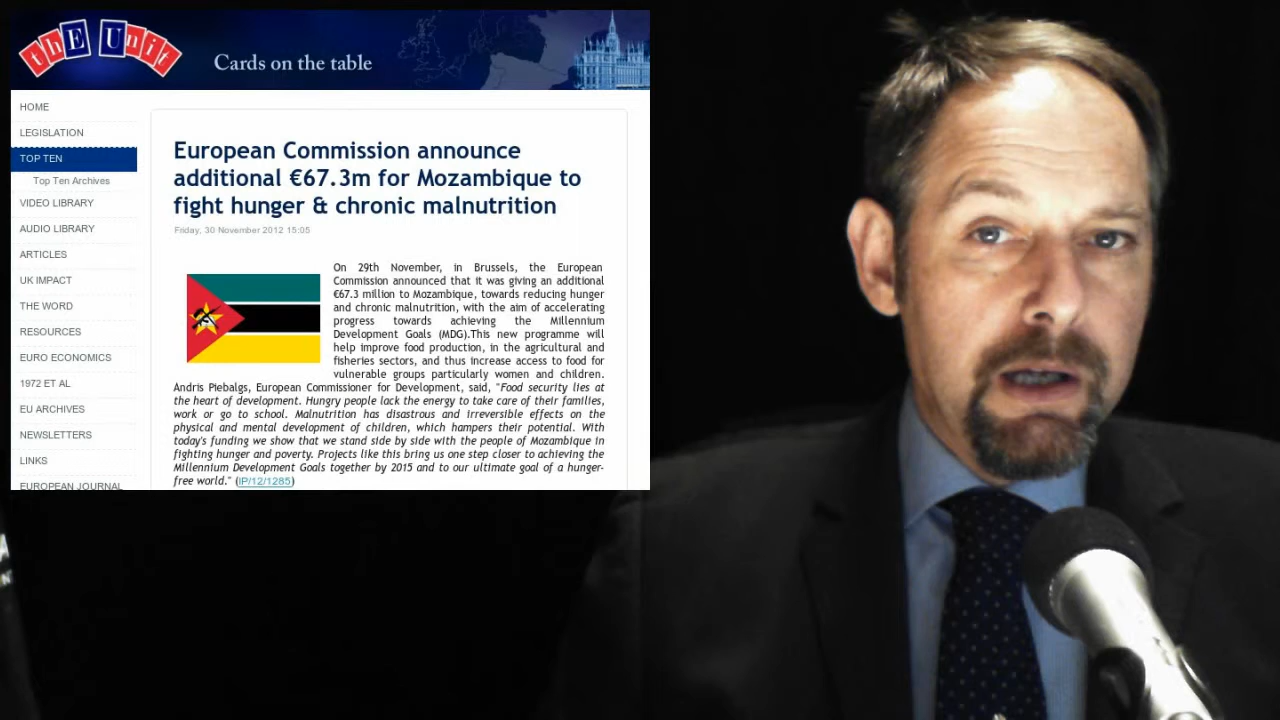 thE Unit
Cards on the table
HOME
LEGISLATION
TOP TEN
Top Ten Archives
VIDEO LIBRARY
AUDIO LIBRARY
ARTICLES
UK IMPACT
THE WORD
RESOURCES
EURO ECONOMICS
1972 ET AL
EU ARCHIVES
NEWSLETTERS
LINKS
EUROPEAN JOURNAL
European Commission announce
additional €67.3m for Mozambique to
fight hunger & chronic malnutrition
Friday, 30 November 2012 15:05
On 29th November, in Brussels, the European
Commission announced that it was giving an additional
€67.3 million to Mozambique, towards reducing hunger
and chronic malnutrition, with the aim of accelerating
progress towards achieving the Millennium
Development Goals (MDG).This new programme will
help improve food production, in the agricultural and
fisheries sectors, and thus increase access to food for
vulnerable groups particularly women and children.
Andris Piebalgs, European Commissioner for Development, said, "Food security lies at
the heart of development. Hungry people lack the energy to take care of their families,
work or go to school. Malnutrition has disastrous and irreversible effects on the
physical and mental development of children, which hampers their potential. With
today's funding we show that we stand side by side with the people of Mozambique in
fighting hunger and poverty. Projects like this bring us one step closer to achieving the
Millennium Development Goals together by 2015 and to our ultimate goal of a hunger-
free world." (IP/12/1285)